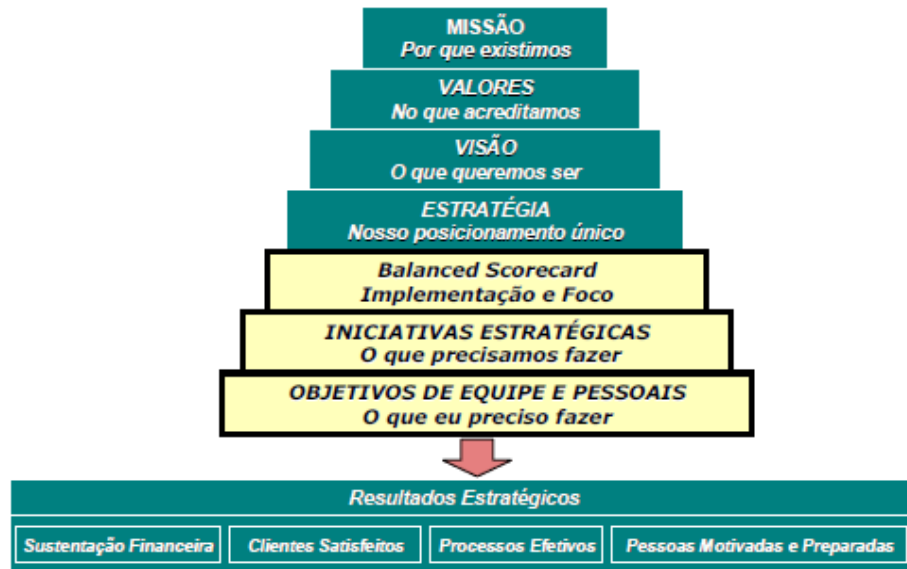 MISSÃO
Por que existimos
VALORES
No que acreditamos
VISÃO
O que queremos ser
ESTRATÉGIA
Nosso posicionamento único
Balanced Scorecard
Implementação e Foco
INICIATIVAS ESTRATÉGICAS
O que precisamos fazer
OBJETIVOS DE EQUIPE E PESSOAIS
O que eu preciso fazer
Resultados Estratégicos
Sustentação Financeira
Clientes Satisfeitos
Processos Efetivos
Pessoas Motivadas e Preparadas